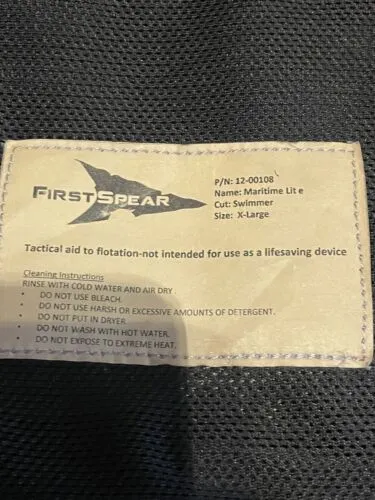 FIRSTSPEAR
P/N: 12-00108
Name: Maritime Lite
Cut: Swimmer
Size: X-Large
Tactical aid to flotation-not intended for use as a lifesaving device
Cleaning Instructions
RINSE WITH COLD WATER AND AIR DRY.
• DO NOT USE BLEACH.
• DO NOT USE HARSH OR EXCESSIVE AMOUNTS OF DETERGENT.
• DO NOT PUT IN DRYER.
• DO NOT WASH WITH HOT WATER.
• DO NOT EXPOSE TO EXTREME HEAT.